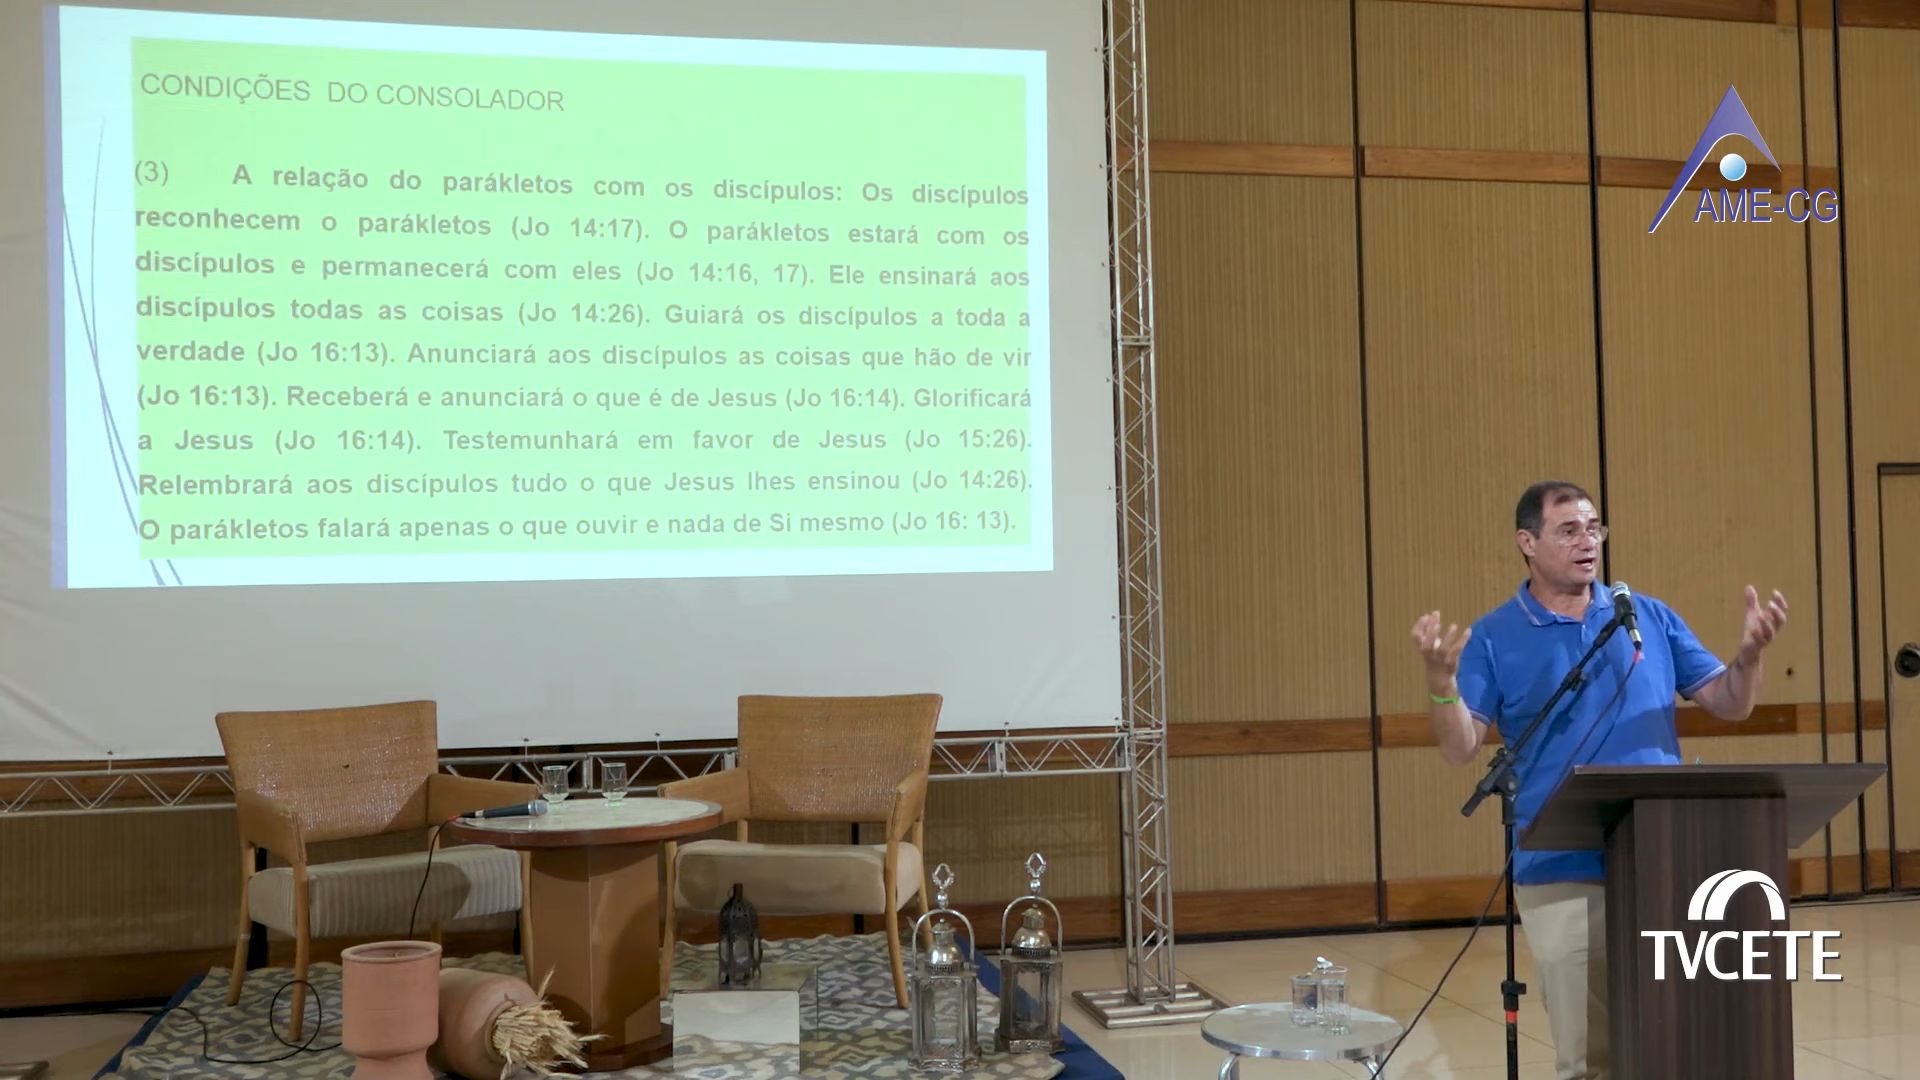 CONDIÇÕES DO CONSOLADOR
(3) A relação do parákletos com os discípulos: Os discípulos
reconhecem o parákletos (Jo 14:17). O parákletos estará com os
discípulos e permanecerá com eles (Jo 14:16, 17). Ele ensinará aos
discípulos todas as coisas (Jo 14:26). Guiará os discípulos a toda a
verdade (Jo 16:13). Anunciará aos discípulos as coisas que hão de vir
(Jo 16:13). Receberá e anunciará o que é de Jesus (Jo 16:14). Glorificará
a Jesus (Jo 16:14). Testemunhará em favor de Jesus (Jo 15:26).
Relembrará aos discípulos tudo o que Jesus lhes ensinou (Jo 14:26).
O parákletos falará apenas o que ouvir e nada de Si mesmo (Jo 16: 13).
AME-CG
TVCETE